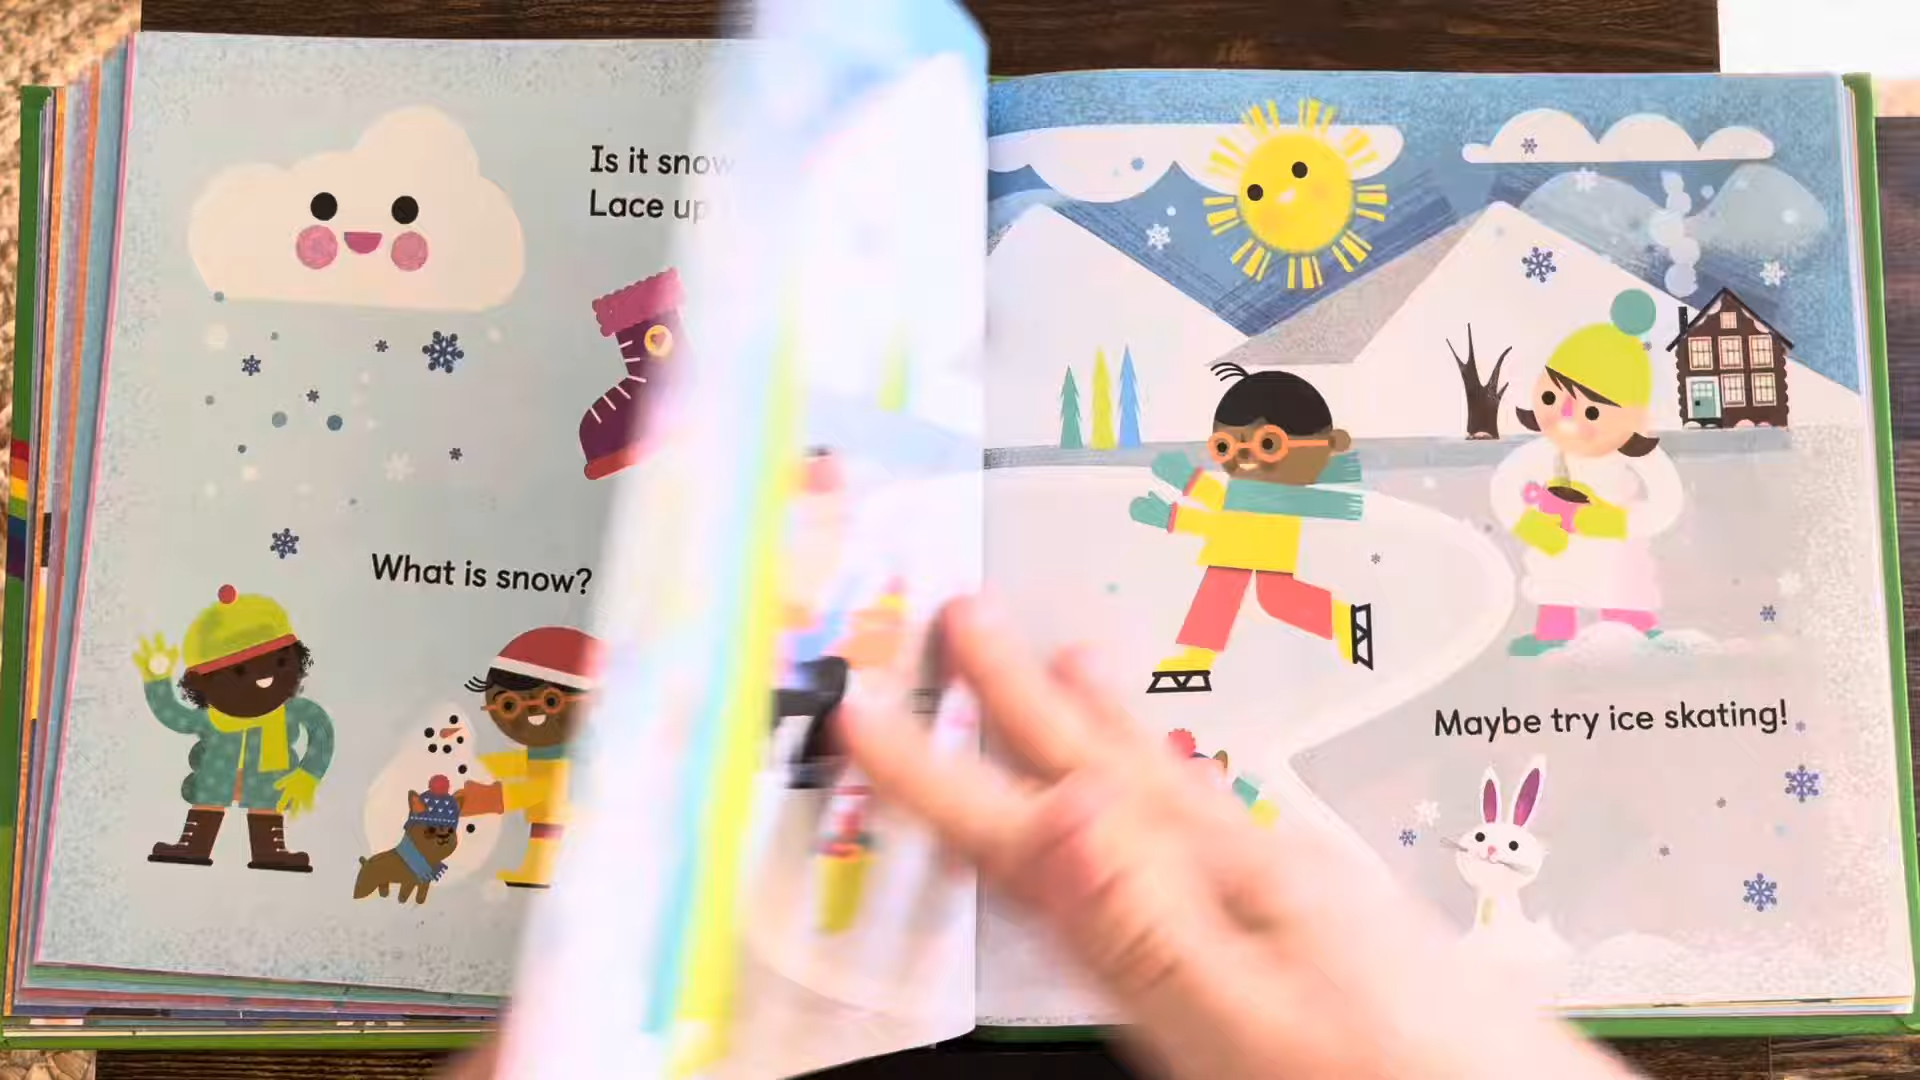 Is it snow
Lace up
What is snow?
Maybe try ice skating!